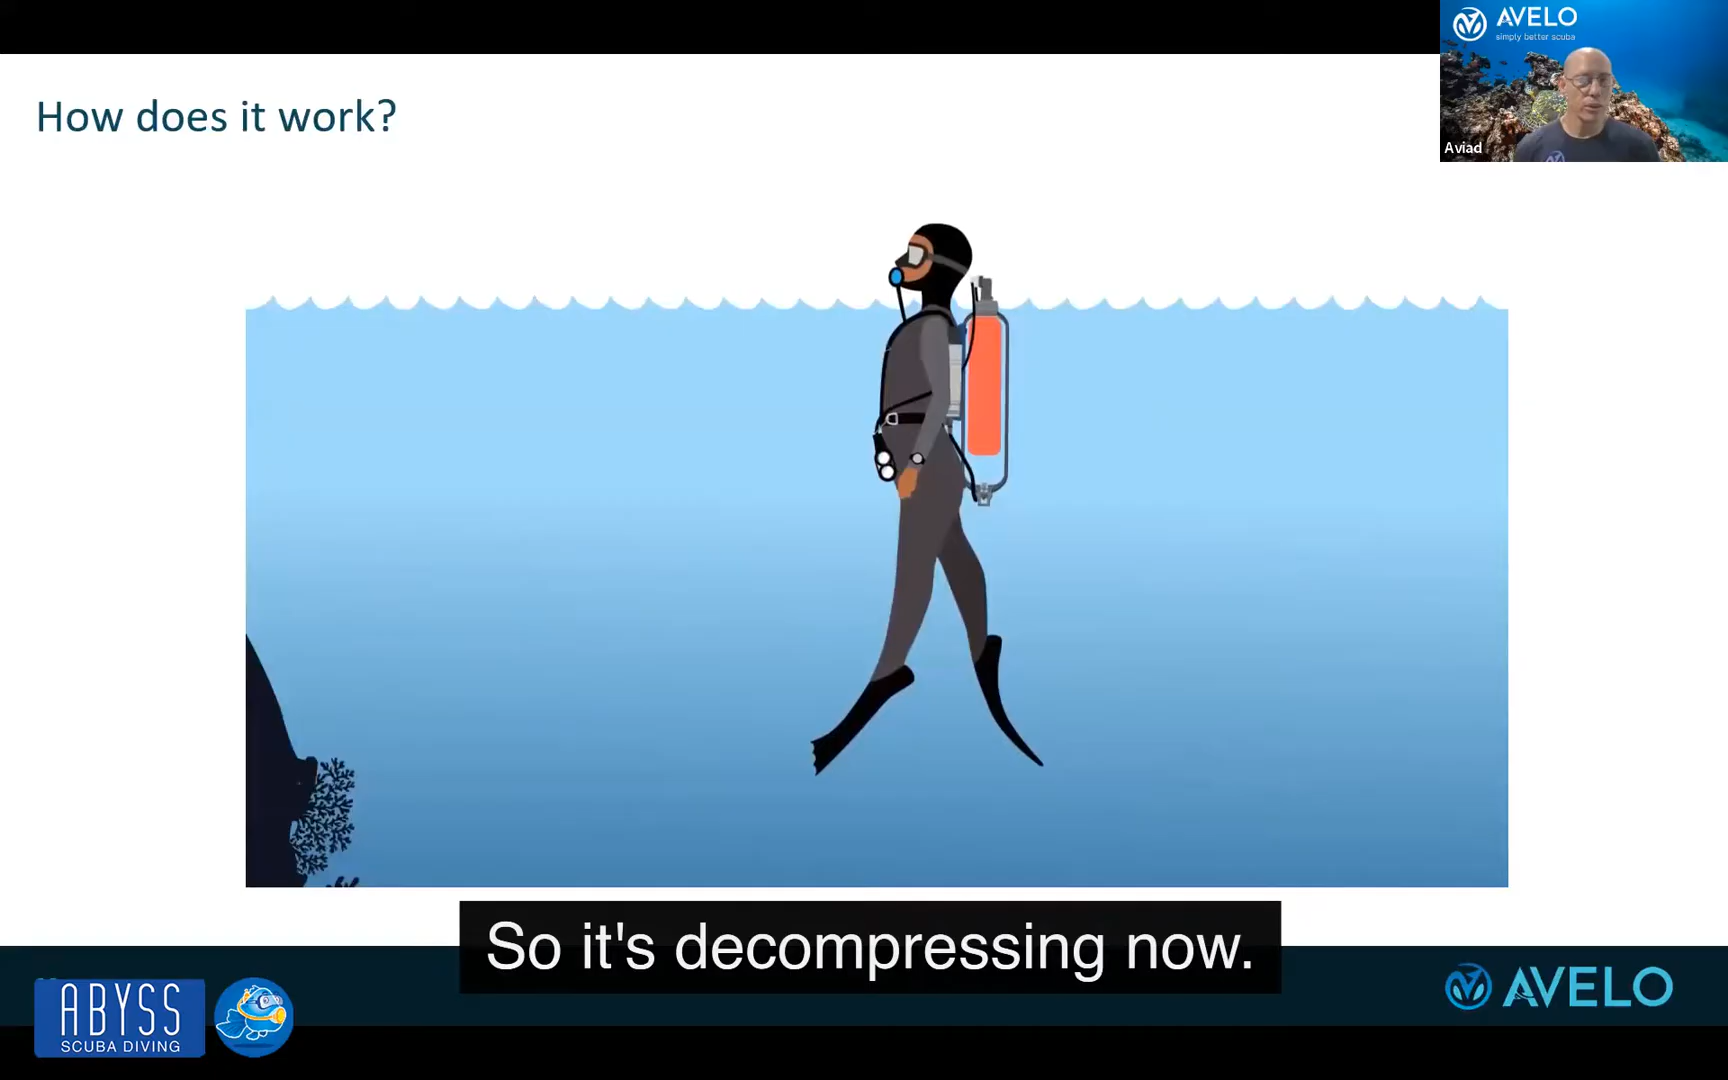 AVELO
simply better scuba
Aviad
How does it work?
So it's decompressing now.
ABYSS
SCUBA DIVING
AVELO